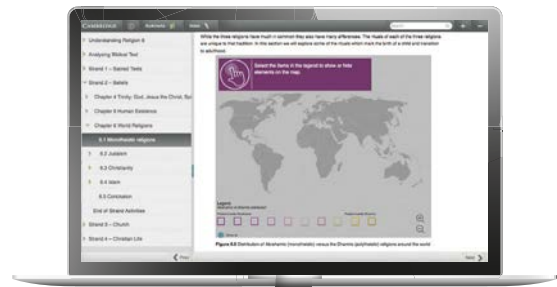 CAMBRIDGE
Bookmarks
Notes
Search
Understanding Religion 8
Analysing Biblical Text
Strand 1 – Sacred Texts
Strand 2 – Beliefs
Chapter 4 Trinity: God, Jesus the Christ, Spi
Chapter 5 Human Existence
Chapter 6 World Religions
6.1 Monotheistic religions
6.2 Judaism
6.3 Christianity
6.4 Islam
6.5 Conclusion
End of Strand Activities
Strand 3 – Church
Strand 4 – Christian Life
Prev
While the three religions have much in common they also have many differences. The rituals of each of the three religions
are unique to that tradition. In this section we will explore some of the rituals which mark the birth of a child and transition
to adulthood.
Select the items in the legend to show or hide
elements on the map.
Legend
Figure 6.0 Distribution of Abrahamic (monotheistic) versus the Dharmic (polytheistic) religions around the world
Next